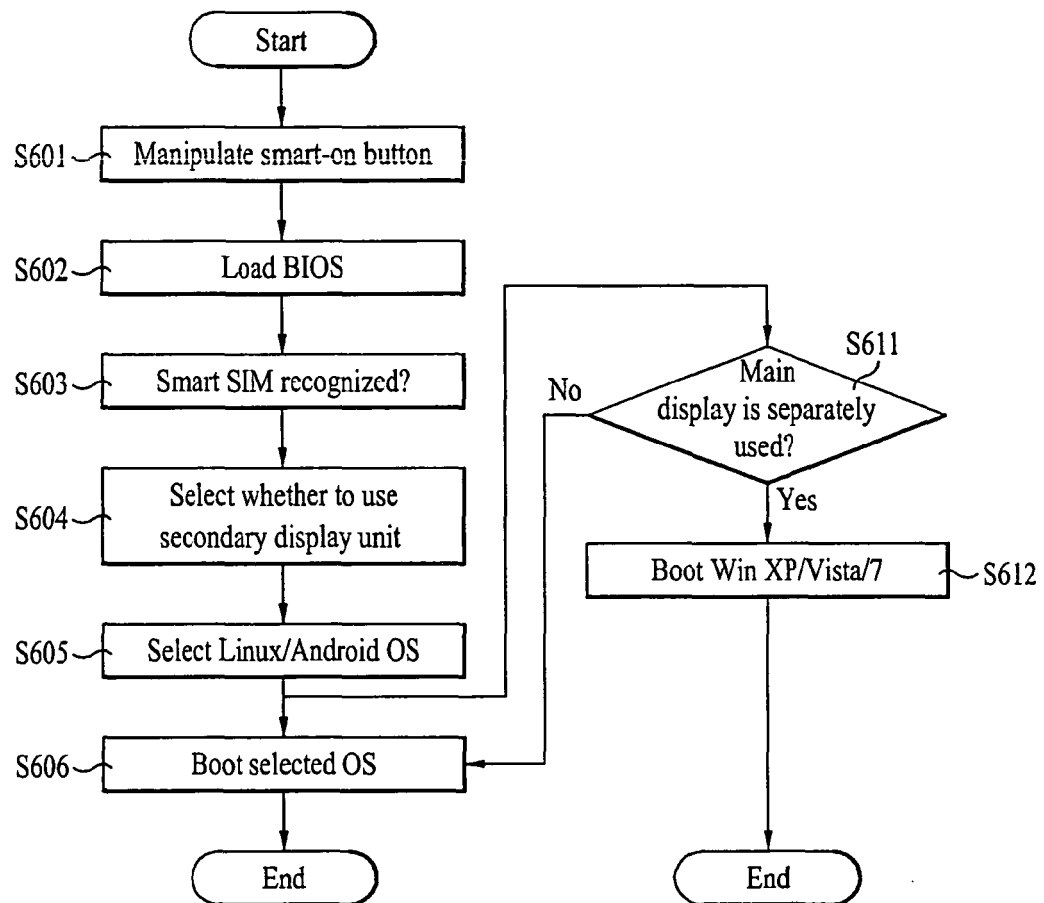 Start
S601
Manipulate smart-on button
S602
Load BIOS
S603
Smart SIM recognized?
S604
Select whether to use
secondary display unit
S605
Select Linux/Android OS
S606
Boot selected OS
End
S611
Main
display is separately
used?
No
Yes
Boot Win XP/Vista/7
S612
End